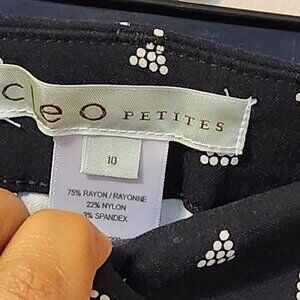 cleo PETITES
10
75% RAYON / RAYONNE
22% NYLON
3% SPANDEX